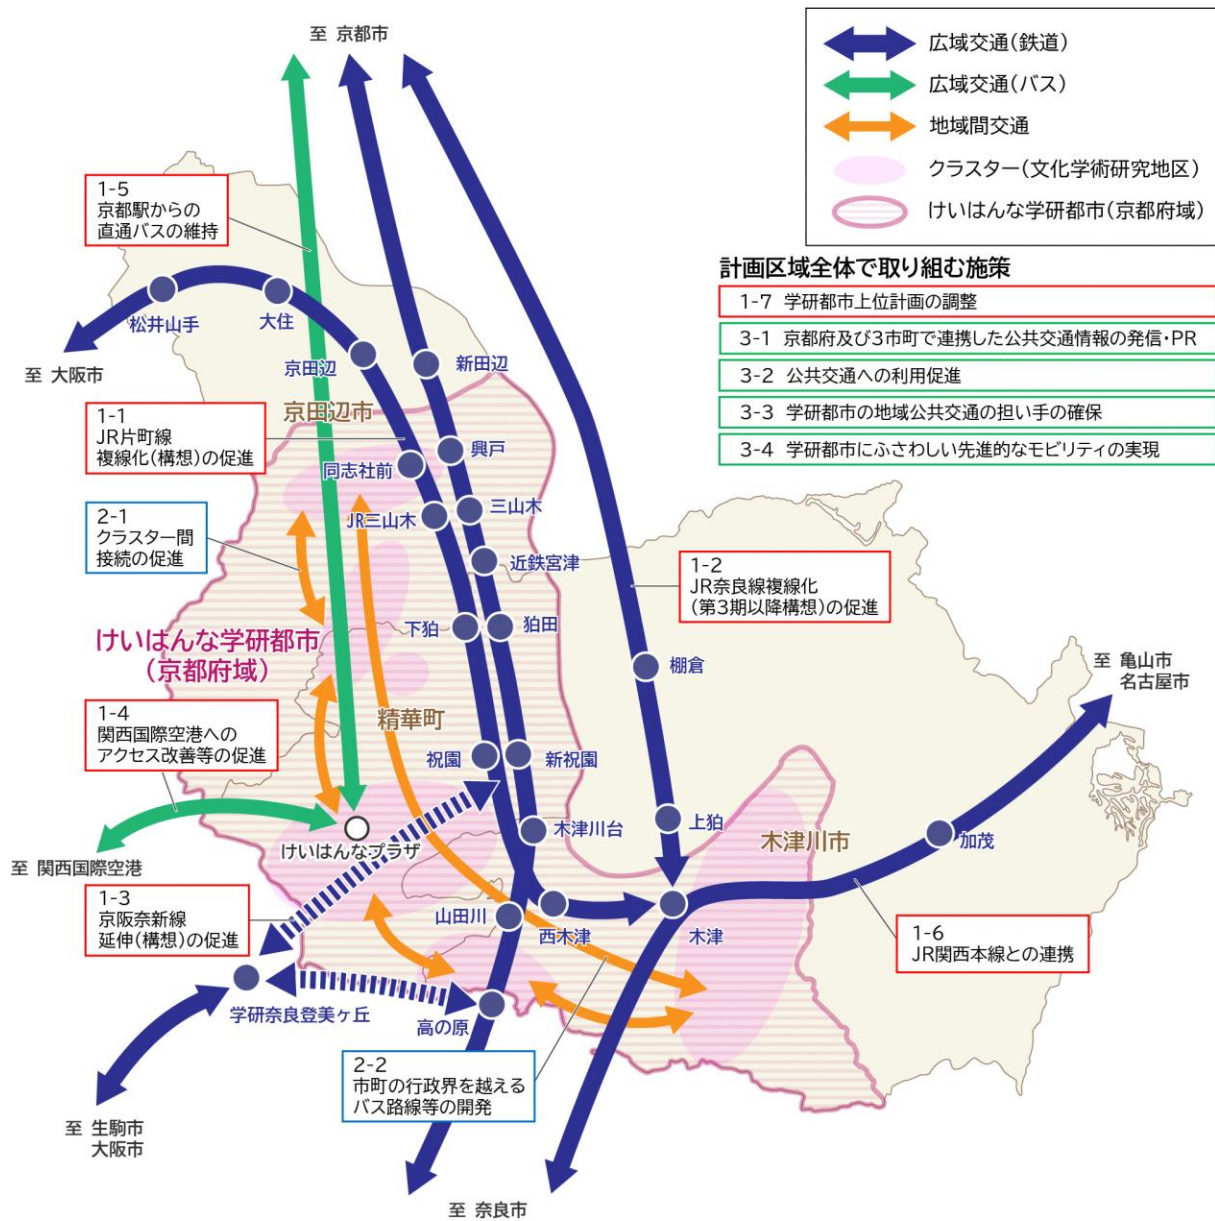 至 京都市
広域交通(鉄道)
広域交通(バス)
地域間交通
クラスター(文化学術研究地区)
けいはんな学研都市(京都府域)
計画区域全体で取り組む施策
1-7 学研都市上位計画の調整
3-1 京都府及び3市町で連携した公共交通情報の発信・PR
3-2 公共交通への利用促進
3-3 学研都市の地域公共交通の担い手の確保
3-4 学研都市にふさわしい先進的なモビリティの実現
1-5
京都駅からの
直通バスの維持
松井山手
大住
京田辺
新田辺
至 大阪市
京田辺市
1-1
JR片町線
複線化(構想)の促進
同志社前
興戸
JR三山木
三山木
2-1
クラスター間
接続の促進
近鉄宮津
1-2
JR奈良線複線化
(第3期以降構想)の促進
下狛
狛田
けいはんな学研都市
(京都府域)
棚倉
至 亀山市
名古屋市
1-4
関西国際空港への
アクセス改善等の促進
精華町
祝園
新祝園
木津川台
上狛
木津川市
加茂
けいはんなプラザ
至 関西国際空港
1-3
京阪奈新線
延伸(構想)の促進
山田川
西木津
木津
1-6
JR関西本線との連携
学研奈良登美ヶ丘
高の原
2-2
市町の行政界を越える
バス路線等の開発
至 生駒市
大阪市
至 奈良市